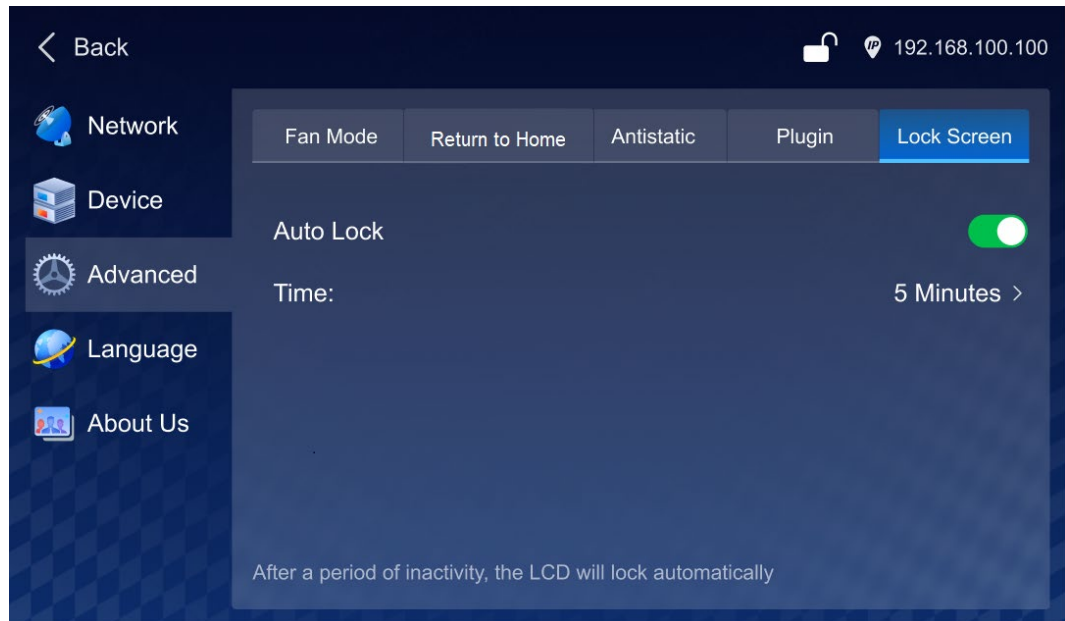 Back
IP 192.168.100.100
Network
Fan Mode
Return to Home
Antistatic
Plugin
Lock Screen
Device
Auto Lock
Advanced
Time:
5 Minutes >
Language
About Us
After a period of inactivity, the LCD will lock automatically